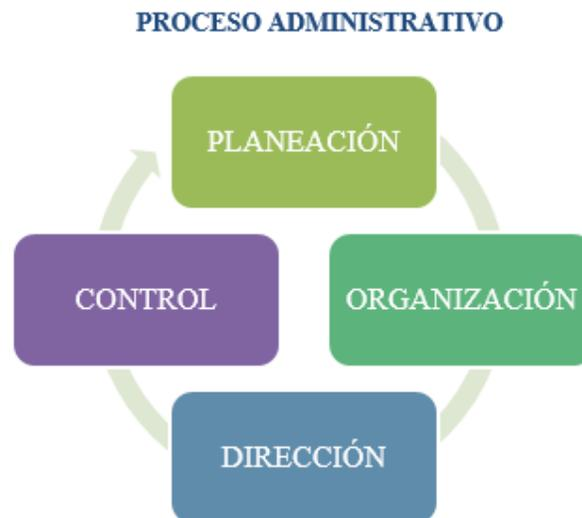 PROCESO ADMINISTRATIVO
PLANEACIÓN
ORGANIZACIÓN
DIRECCIÓN
CONTROL